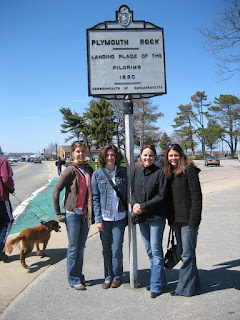 PLYMOUTH ROCK
LANDING PLACE OF THE
PILGRIMS
1620
COMMONWEALTH OF MASSACHUSETTS